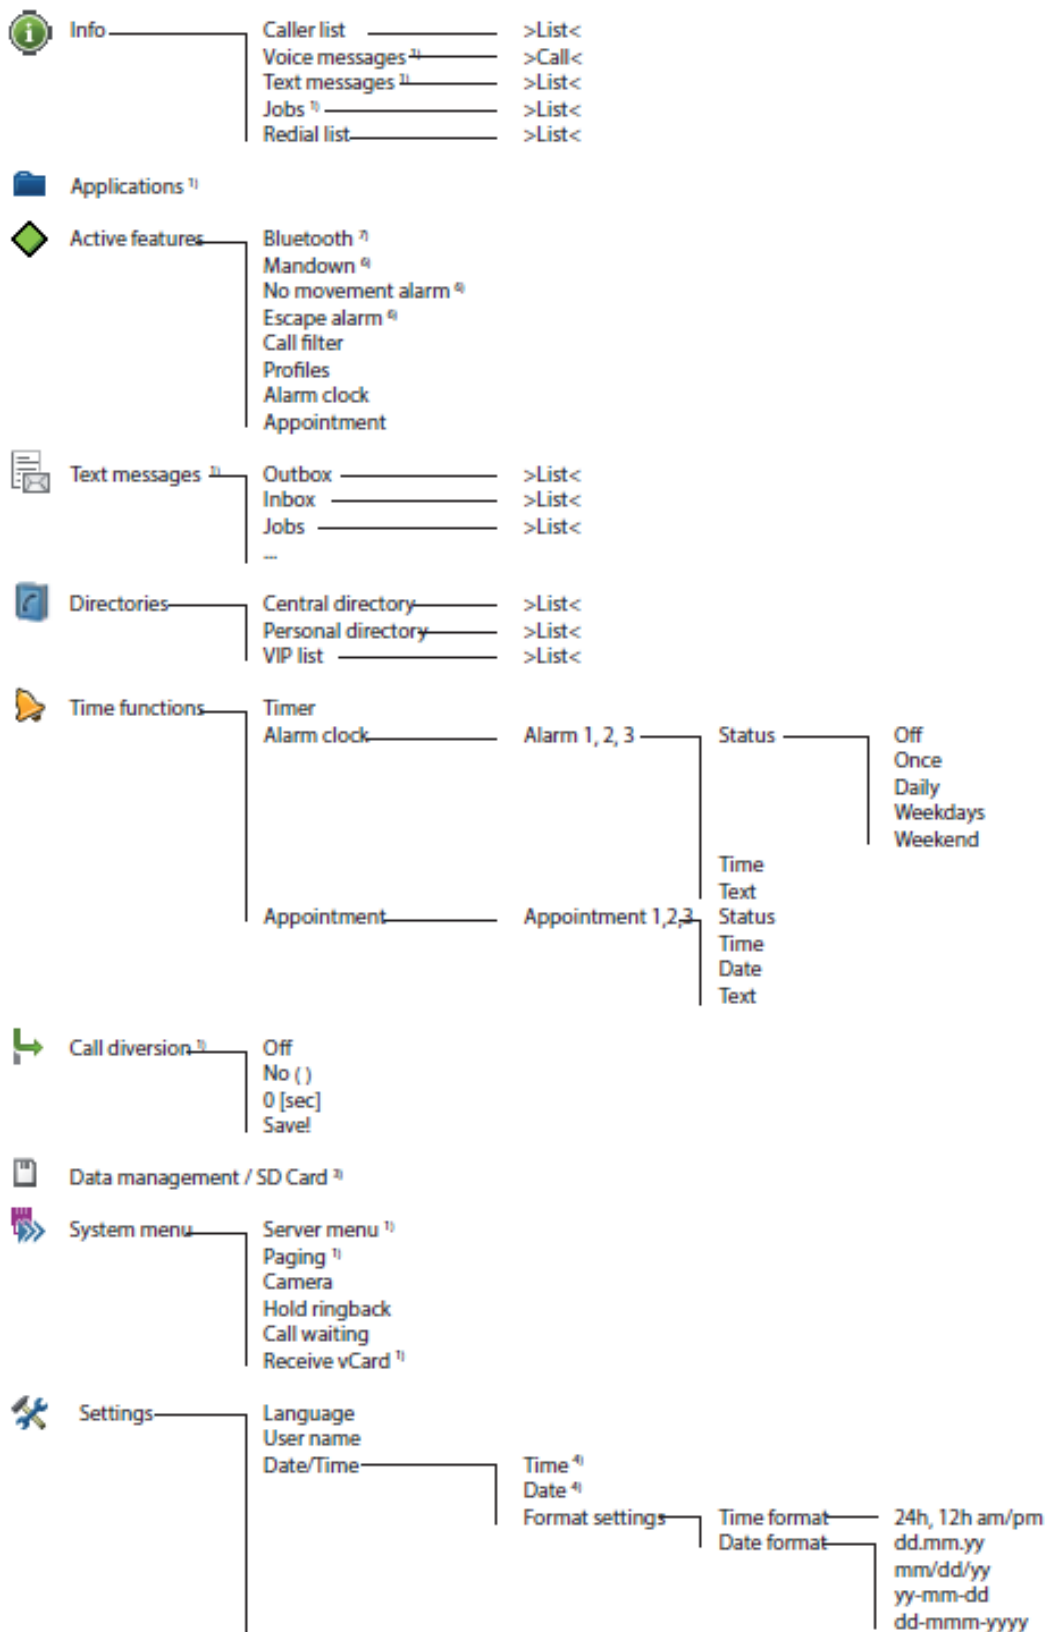 Info Caller list >List<
Voice messages 1) >Call<
Text messages 1) >List<
Jobs 1) >List<
Redial list >List<
Applications 1)
Active features Bluetooth 7)
Mandown 6)
No movement alarm 6)
Escape alarm 6)
Call filter
Profiles
Alarm clock
Appointment
Text messages 1) Outbox >List<
Inbox >List<
Jobs >List<
...
Directories Central directory >List<
Personal directory >List<
VIP list >List<
Time functions Timer
Alarm clock Alarm 1, 2, 3 Status Off
Once
Daily
Weekdays
Weekend
Time
Text
Appointment Appointment 1,2,3 Status
Time
Date
Text
Call diversion 1) Off
No ( )
0 [sec]
Save!
Data management / SD Card 3)
System menu Server menu 1)
Paging 1)
Camera
Hold ringback
Call waiting
Receive vCard 1)
Settings Language
User name
Date/Time Time 4)
Date 4)
Format settings Time format 24h, 12h am/pm
Date format dd.mm.yy
mm/dd/yy
yy-mm-dd
dd-mmm-yyyy